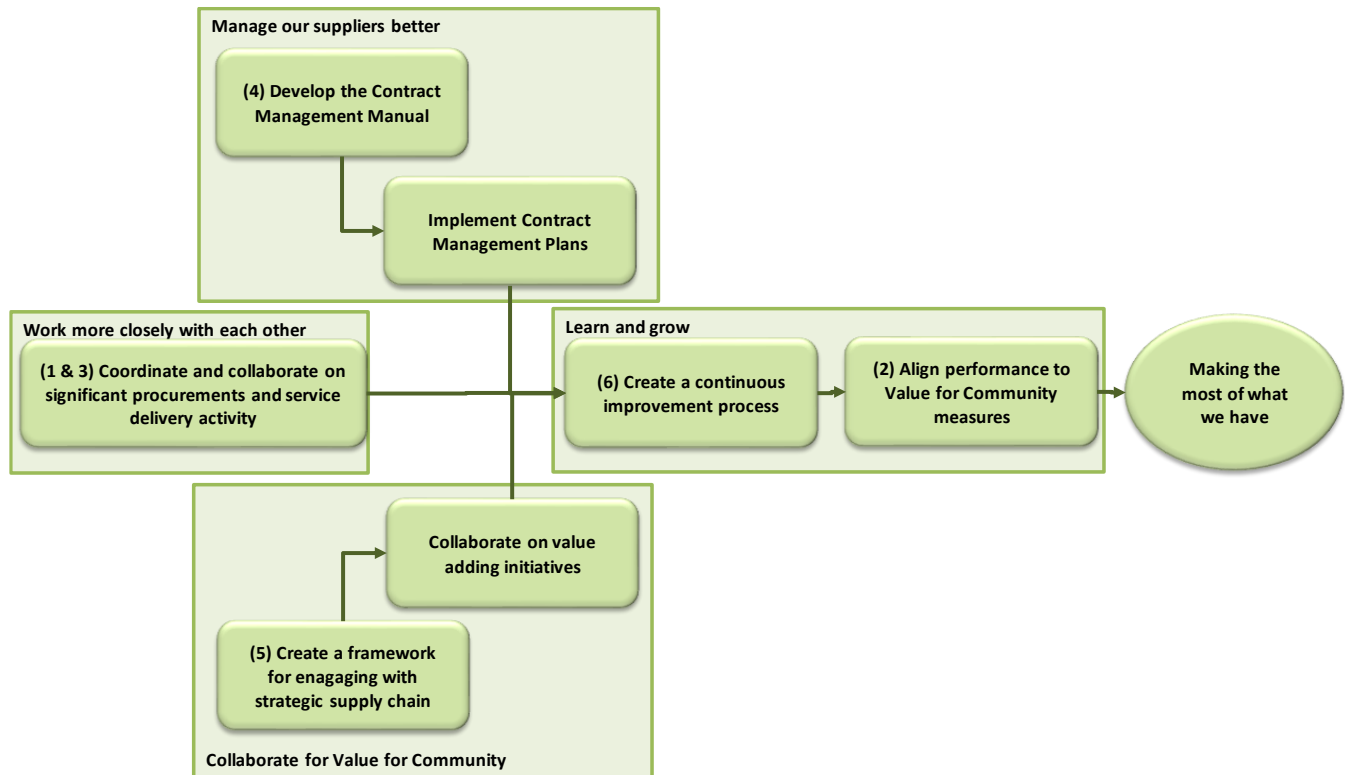 Manage our suppliers better
(4) Develop the Contract
Management Manual
Implement Contract
Management Plans
Work more closely with each other
(1 & 3) Coordinate and collaborate on
significant procurements and service
delivery activity
Learn and grow
(6) Create a continuous
improvement process
(2) Align performance to
Value for Community
measures
Making the
most of what
we have
Collaborate on value
adding initiatives
(5) Create a framework
for enagaging with
strategic supply chain
Collaborate for Value for Community